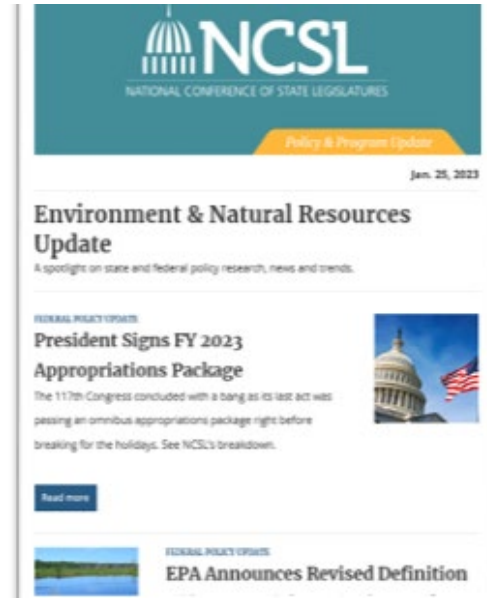 NCSL
NATIONAL CONFERENCE OF STATE LEGISLATURES
Policy & Program Update
Jan. 25, 2023
Environment & Natural Resources
Update
A spotlight on state and federal policy research, news and trends.
FEDERAL POLICY UPDATE
President Signs FY 2023
Appropriations Package
The 117th Congress concluded with a bang as its last act was
passing an omnibus appropriations package right before
breaking for the holidays. See NCSL's breakdown.
Read more
FEDERAL POLICY UPDATE
EPA Announces Revised Definition